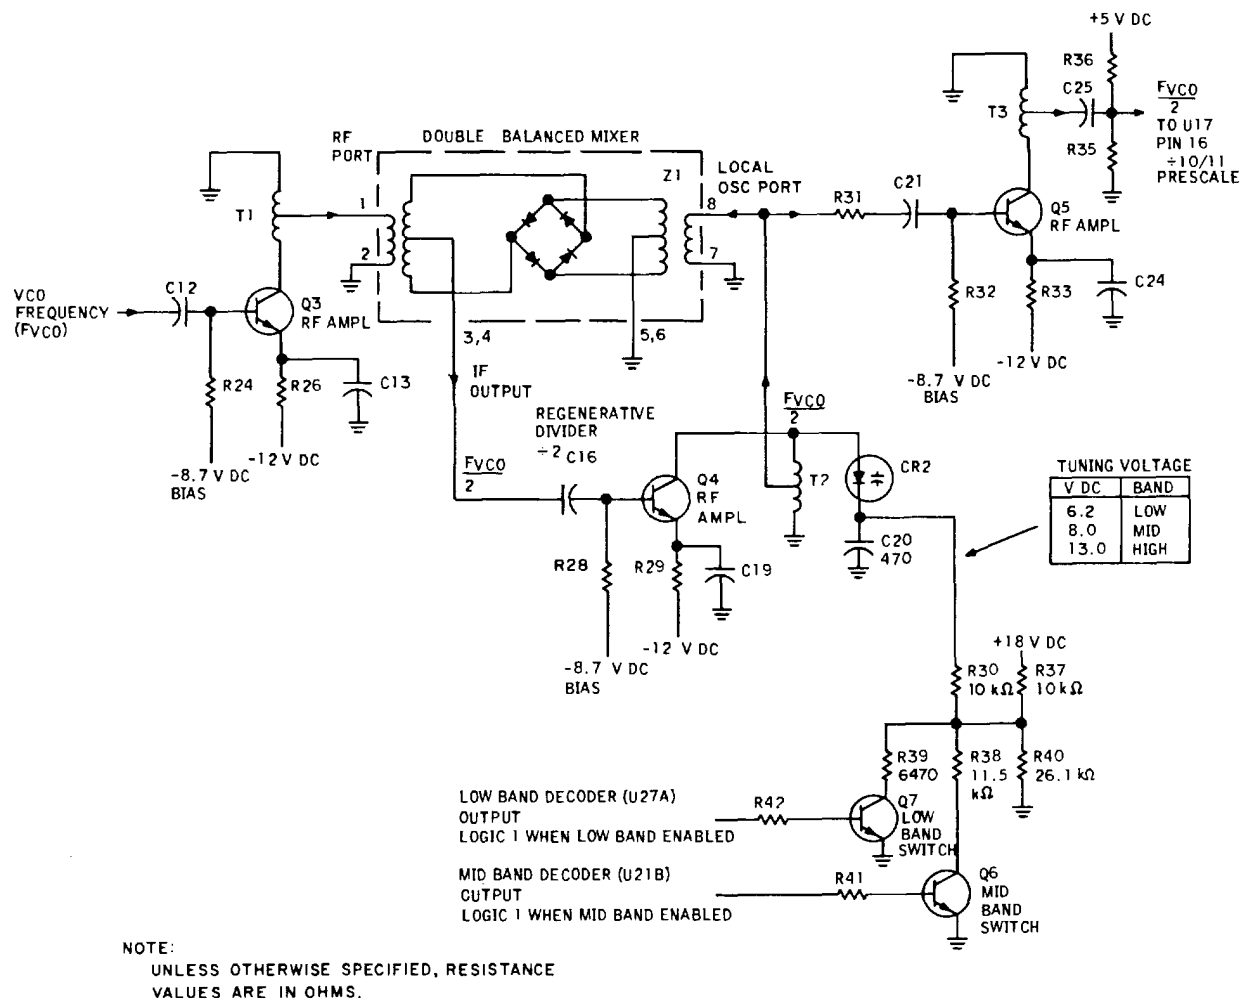 +5 V DC
R36
C25
FVCO
2
TO U17
PIN 16
÷10/11
PRESCALE
T3
R35
RF
PORT
DOUBLE BALANCED MIXER
Z1
LOCAL
OSC PORT
R31
C21
Q5
RF AMPL
T1
1
2
8
7
R32
R33
C24
VCO
FREQUENCY
(FVCO)
C12
Q3
RF AMPL
3,4
5,6
-12 V DC
-8.7 V DC
BIAS
R24
R26
C13
IF
OUTPUT
REGENERATIVE
DIVIDER
÷2
C16
FVCO
2
-8.7 V DC
BIAS
-12 V DC
FVCO
2
Q4
RF
AMPL
T2
CR2
TUNING VOLTAGE
V DC BAND
6.2 LOW
8.0 MID
13.0 HIGH
R28
R29
C19
C20
470
-12 V DC
-8.7 V DC
BIAS
+18 V DC
R30
10 kΩ
R37
10 kΩ
R39
6470
R38
11.5
kΩ
R40
26.1 kΩ
LOW BAND DECODER (U27A)
OUTPUT
LOGIC 1 WHEN LOW BAND ENABLED
R42
Q7
LOW
BAND
SWITCH
MID BAND DECODER (U21B)
CUTPUT
LOGIC 1 WHEN MID BAND ENABLED
R41
Q6
MID
BAND
SWITCH
NOTE:
UNLESS OTHERWISE SPECIFIED, RESISTANCE
VALUES ARE IN OHMS.